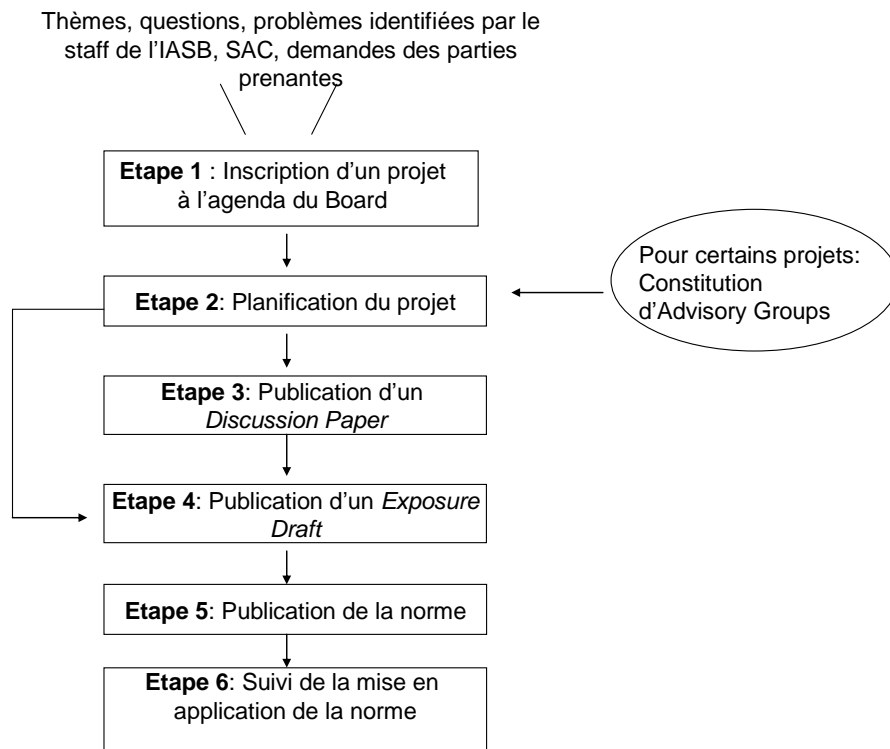 Thèmes, questions, problèmes identifiées par le
staff de l'IASB, SAC, demandes des parties
prenantes
Etape 1 : Inscription d'un projet
à l'agenda du Board
Pour certains projets:
Constitution
d'Advisory Groups
Etape 2: Planification du projet
Etape 3: Publication d'un
Discussion Paper
Etape 4: Publication d'un Exposure
Draft
Etape 5: Publication de la norme
Etape 6: Suivi de la mise en
application de la norme